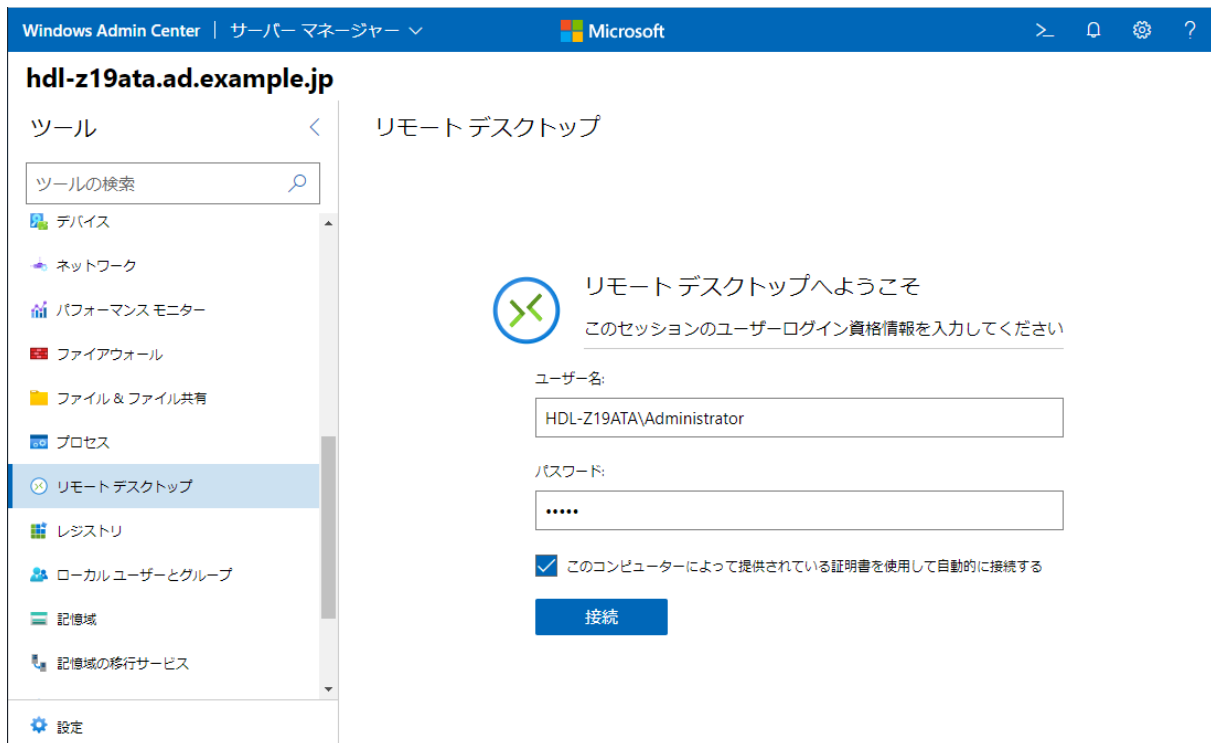 Windows Admin Center | サーバー マネージャー
Microsoft
hdl-z19ata.ad.example.jp
ツール
ツールの検索
デバイス
ネットワーク
パフォーマンス モニター
ファイアウォール
ファイル & ファイル共有
プロセス
リモート デスクトップ
レジストリ
ローカル ユーザーとグループ
記憶域
記憶域の移行サービス
設定
リモート デスクトップ
リモート デスクトップへようこそ
このセッションのユーザーログイン資格情報を入力してください
ユーザー名:
HDL-Z19ATA\Administrator
パスワード:
•••••
このコンピューターによって提供されている証明書を使用して自動的に接続する
接続